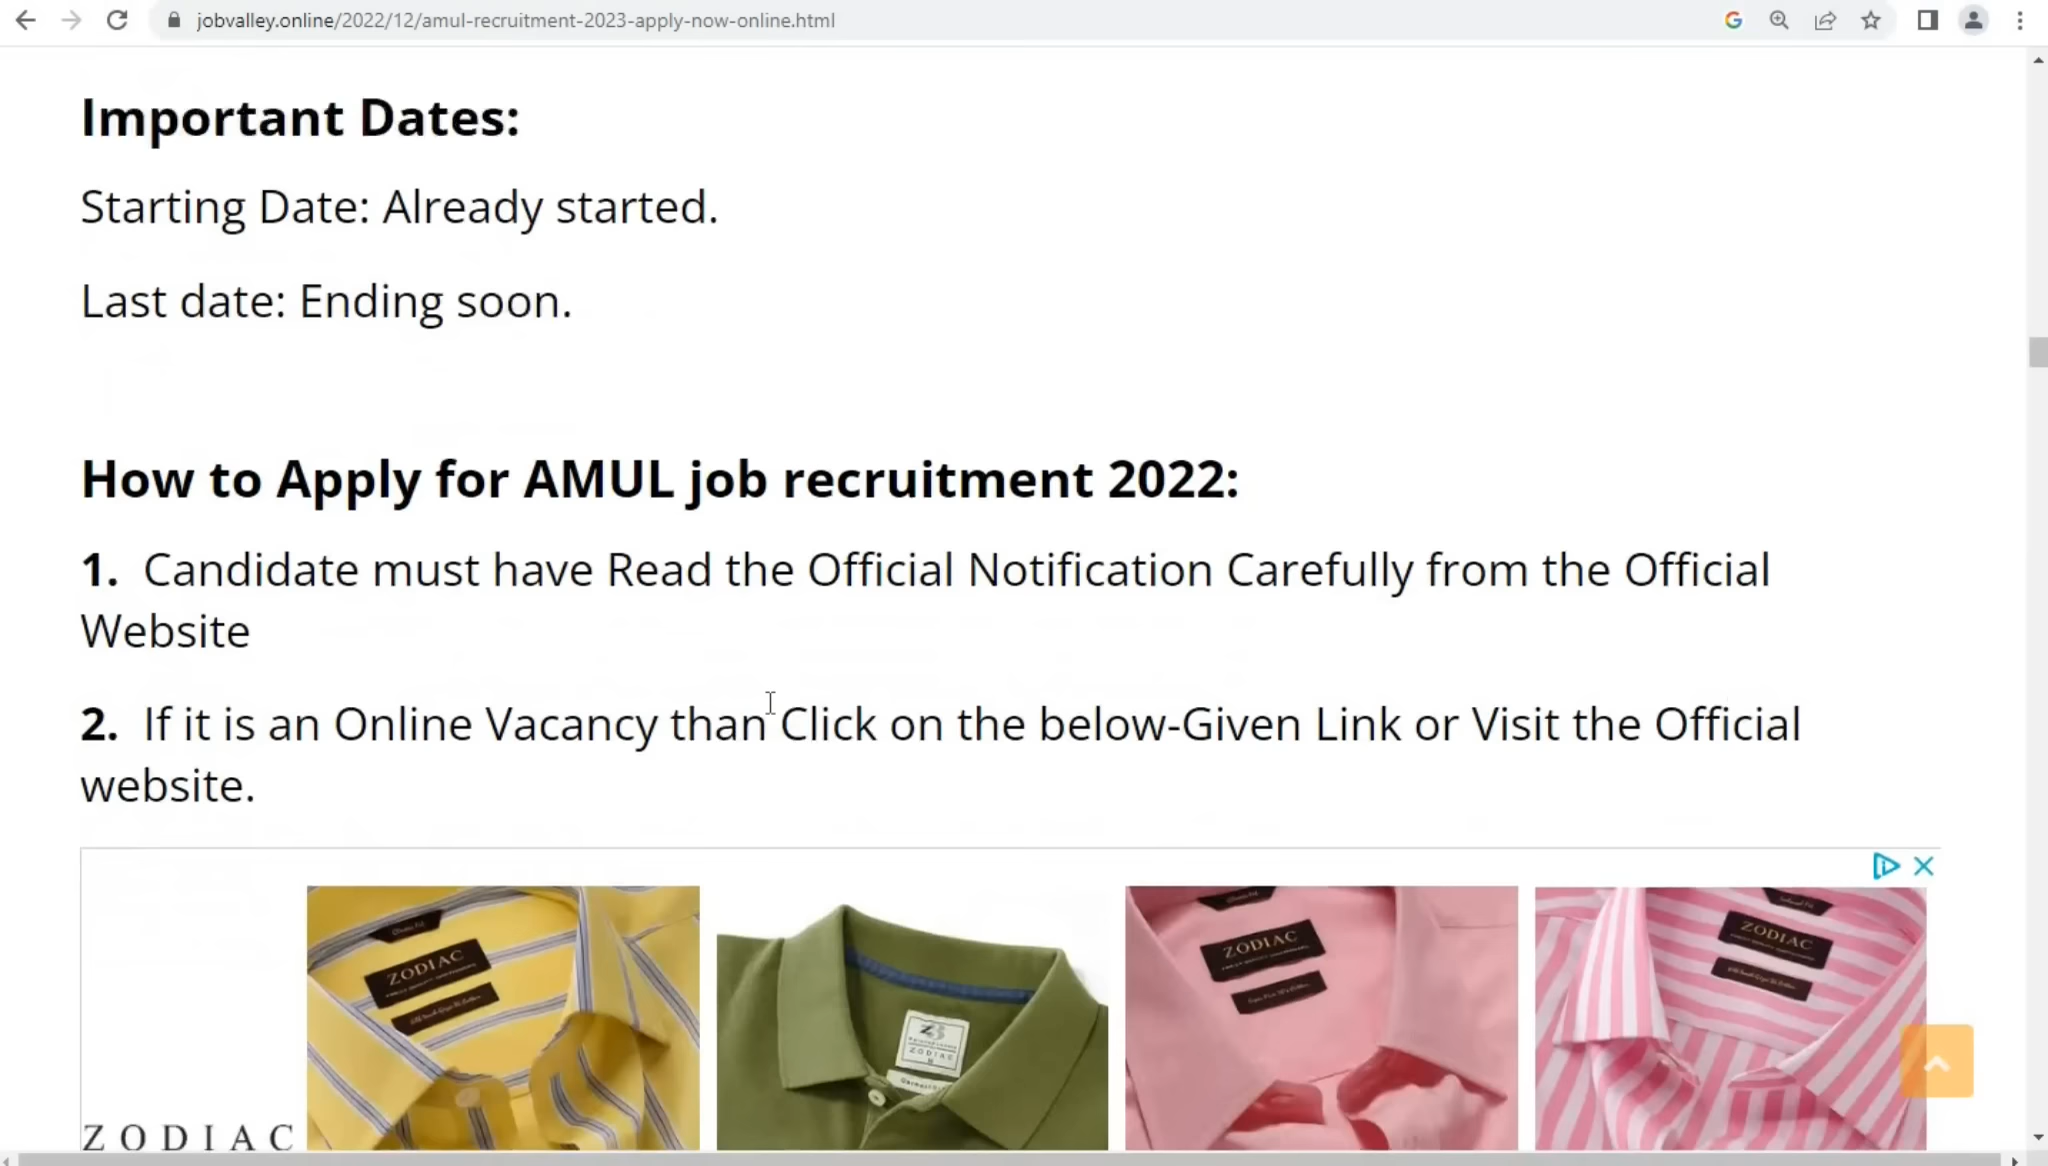 jobvalley.online/2022/12/amul-recruitment-2023-apply-now-online.html
Important Dates:
Starting Date: Already started.
Last date: Ending soon.
How to Apply for AMUL job recruitment 2022:
1. Candidate must have Read the Official Notification Carefully from the Official
Website
2. If it is an Online Vacancy than Click on the below-Given Link or Visit the Official
website.
ZODIAC
ZODIAC
ZODIAC
ZODIAC
ZODIAC